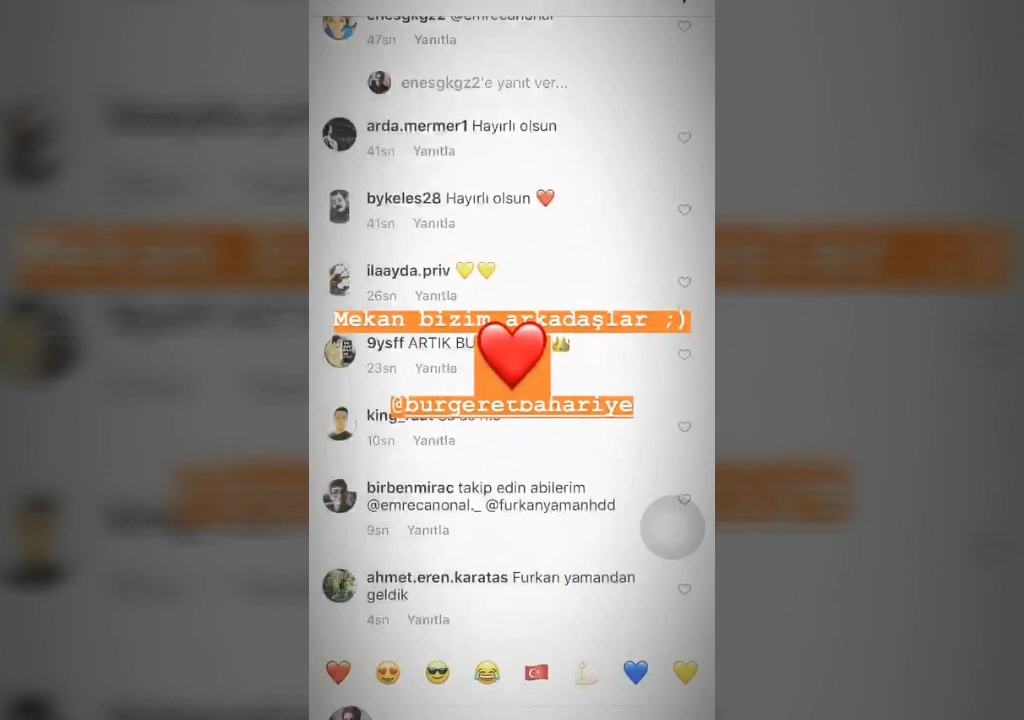 enesgkgz2 @emrecanonal
47sn Yanıtla
enesgkgz2'e yanıt ver...
arda.mermer1 Hayırlı olsun
41sn Yanıtla
bykeles28 Hayırlı olsun ❤️
41sn Yanıtla
ilaayda.priv 💛💛
26sn Yanıtla
Mekan bizim arkadaşlar ;)
9ysff ARTIK
23sn Yanıtla
@burgeretbahariye
10sn Yanıtla
birbenmirac takip edin abilerim
@emrecanonal._ @furkanyamanhdd
9sn Yanıtla
ahmet.eren.karatas Furkan yamandan
geldik
4sn Yanıtla